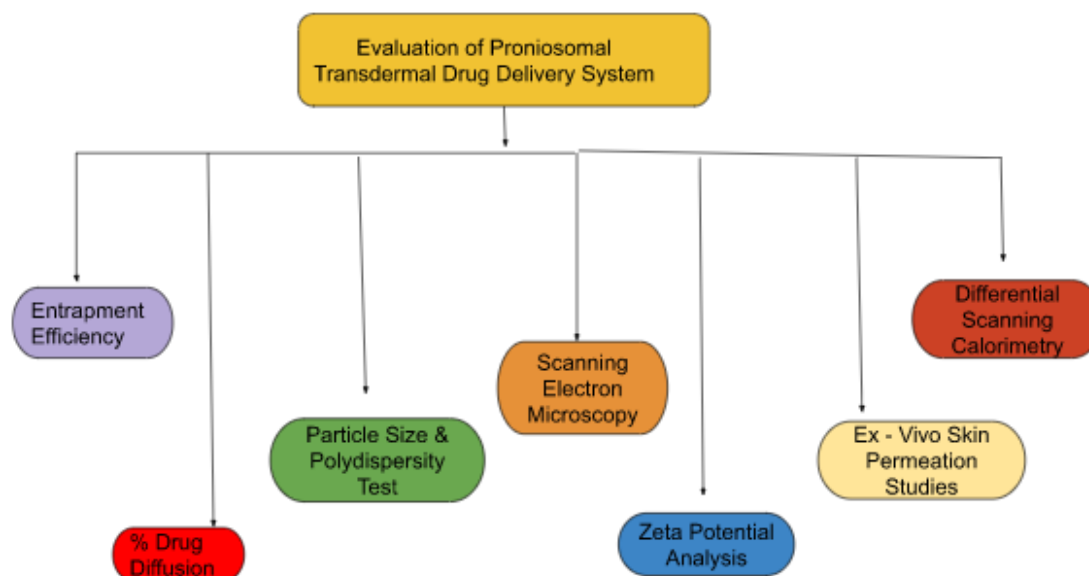 Evaluation of Proniosomal
Transdermal Drug Delivery System
Entrapment
Efficiency
% Drug
Diffusion
Particle Size &
Polydispersity
Test
Scanning
Electron
Microscopy
Zeta Potential
Analysis
Ex - Vivo Skin
Permeation
Studies
Differential
Scanning
Calorimetry